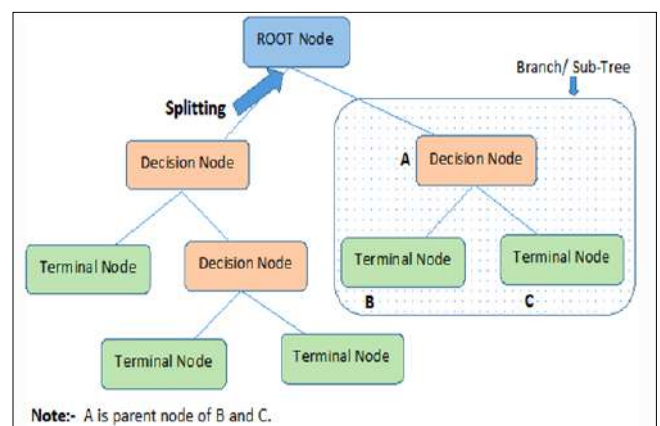 ROOT Node
Branch/ Sub-Tree
Splitting
Decision Node
A
Decision Node
Terminal Node
Decision Node
Terminal Node
Terminal Node
B
C
Terminal Node
Terminal Node
Note:- A is parent node of B and C.